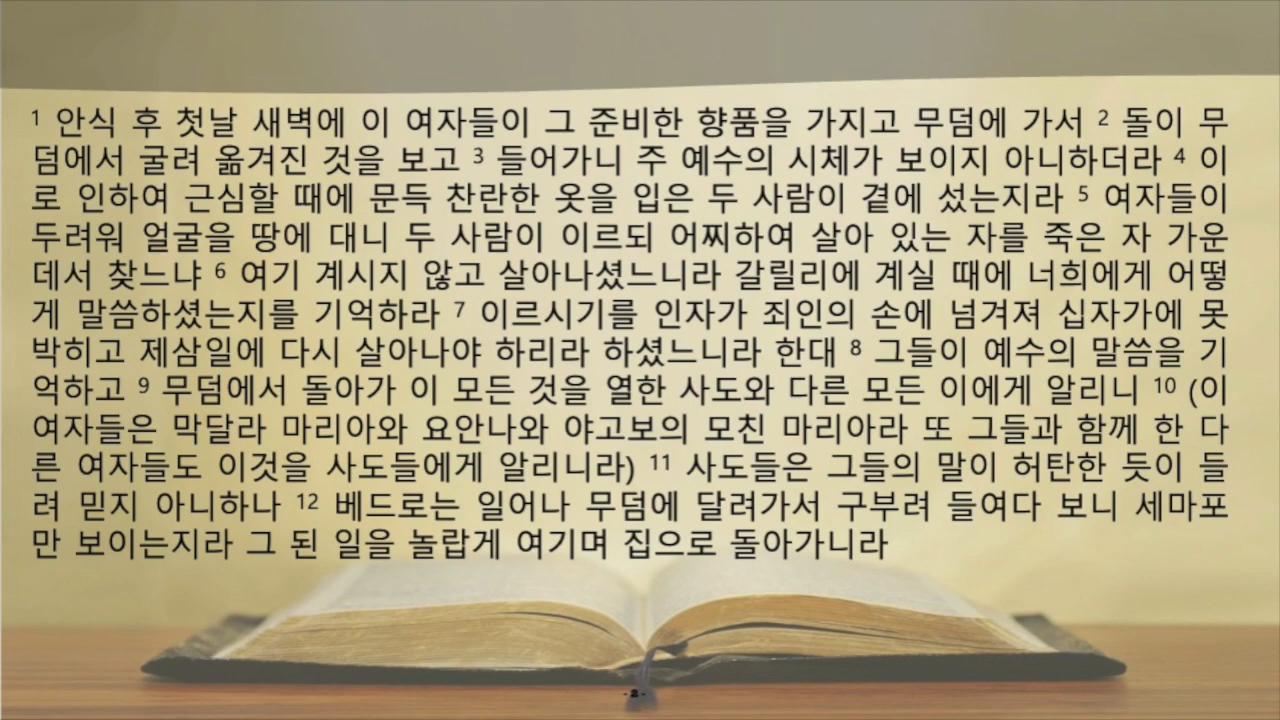 1 안식 후 첫날 새벽에 이 여자들이 그 준비한 향품을 가지고 무덤에 가서 2 돌이 무
덤에서 굴려 옮겨진 것을 보고 3 들어가니 주 예수의 시체가 보이지 아니하더라 4 이
로 인하여 근심할 때에 문득 찬란한 옷을 입은 두 사람이 곁에 섰는지라 5 여자들이
두려워 얼굴을 땅에 대니 두 사람이 이르되 어찌하여 살아 있는 자를 죽은 자 가운
데서 찾느냐 6 여기 계시지 않고 살아나셨느니라 갈릴리에 계실 때에 너희에게 어떻
게 말씀하셨는지를 기억하라 7 이르시기를 인자가 죄인의 손에 넘겨져 십자가에 못
박히고 제삼일에 다시 살아나야 하리라 하셨느니라 한대 8 그들이 예수의 말씀을 기
억하고 9 무덤에서 돌아가 이 모든 것을 열한 사도와 다른 모든 이에게 알리니 10 (이
여자들은 막달라 마리아와 요안나와 야고보의 모친 마리아라 또 그들과 함께 한 다
른 여자들도 이것을 사도들에게 알리니라) 11 사도들은 그들의 말이 허탄한 듯이 들
려 믿지 아니하나 12 베드로는 일어나 무덤에 달려가서 구부려 들여다 보니 세마포
만 보이는지라 그 된 일을 놀랍게 여기며 집으로 돌아가니라
- 2 -